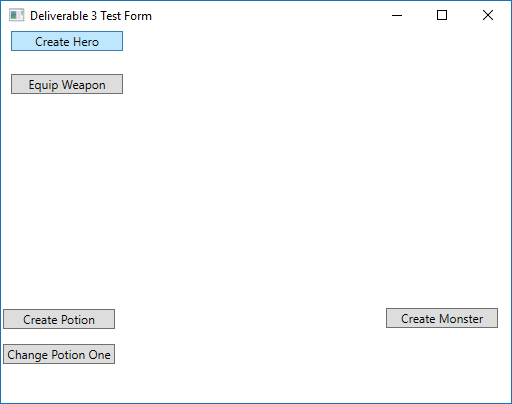 Deliverable 3 Test Form
Create Hero
Equip Weapon
Create Potion
Create Monster
Change Potion One